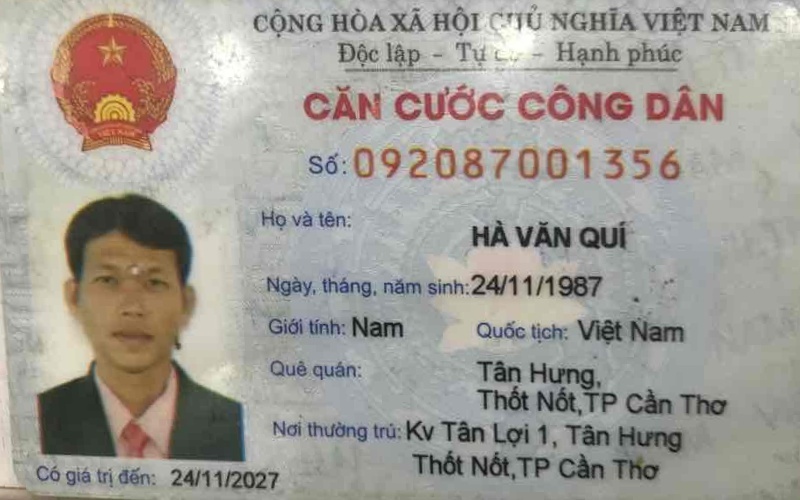 CỘNG HÒA XÃ HỘI CHỦ NGHĨA VIỆT NAM
Độc lập - Tự do - Hạnh phúc
CĂN CƯỚC CÔNG DÂN
Số: 092087001356
Họ và tên:
HÀ VĂN QUÍ
Ngày, tháng, năm sinh: 24/11/1987
Giới tính: Nam Quốc tịch: Việt Nam
Quê quán: Tân Hưng,
Thốt Nốt,TP Cần Thơ
Nơi thường trú: Kv Tân Lợi 1, Tân Hưng
Thốt Nốt,TP Cần Thơ
Có giá trị đến: 24/11/2027
VIỆT NAM